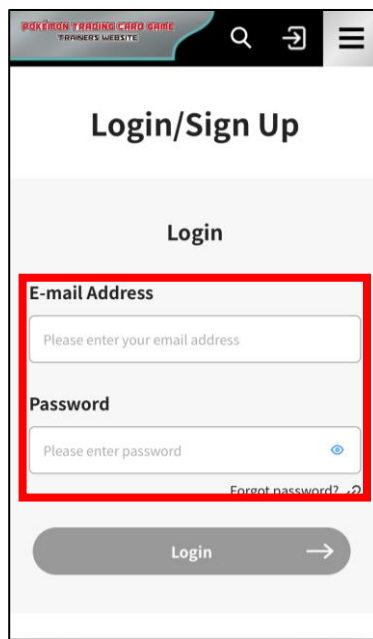 POKÉMON TRADING CARD GAME
TRAINERS WEBSITE
Login/Sign Up
Login
E-mail Address
Please enter your email address
Password
Please enter password
Forgot password?
Login